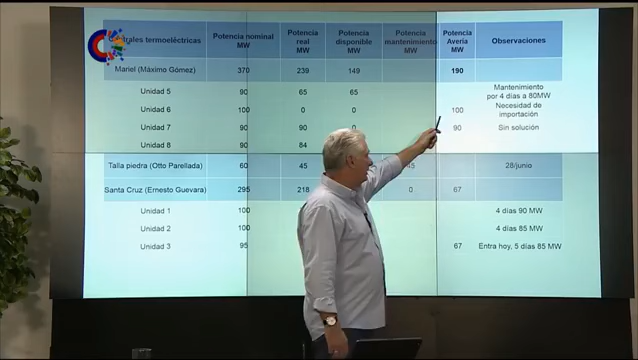 Centrales termoeléctricas Potencia nominal MW Potencia real MW Potencia disponible MW Potencia mantenimiento MW Potencia Averia MW Observaciones
Mariel (Máximo Gómez) 370 239 149 190
Unidad 5 90 65 65 Mantenimiento por 4 días a 80MW
Unidad 6 100 0 0 100 Necesidad de importación
Unidad 7 90 90 0 90 Sin solución
Unidad 8 90 84
Talla piedra (Otto Parellada) 60 45 45 28/junio
Santa Cruz (Ernesto Guevara) 295 218 0 67
Unidad 1 100 4 días 90 MW
Unidad 2 100 4 días 85 MW
Unidad 3 95 67 Entra hoy, 5 días 85 MW